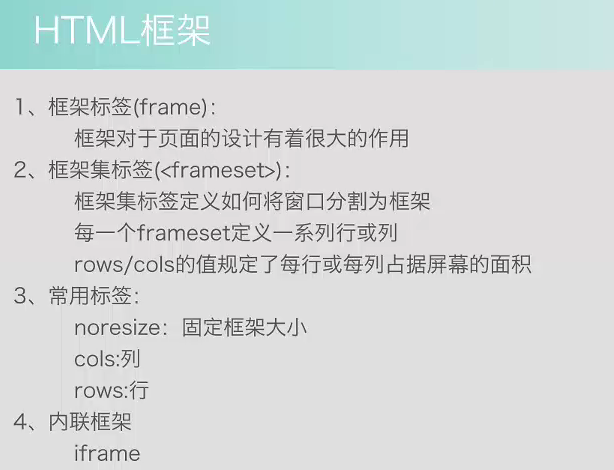 HTML框架
1、框架标签(frame)：
框架对于页面的设计有着很大的作用
2、框架集标签(<frameset>)：
框架集标签定义如何将窗口分割为框架
每一个frameset定义一系列行或列
rows/cols的值规定了每行或每列占据屏幕的面积
3、常用标签：
noresize：固定框架大小
cols:列
rows:行
4、内联框架
iframe